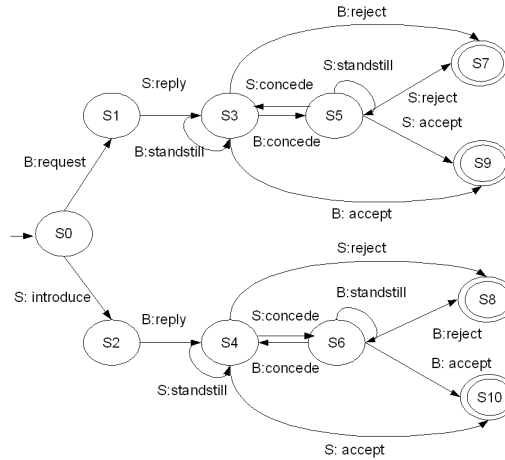 B:reject
S:standstill
S7
S:reply
S:concede
S:reject
S1
S3
S5
S: accept
B:standstill
B:concede
B:request
S9
B: accept
S0
S:reject
S: introduce
B:standstill
S8
B:reply
S:concede
B:reject
S2
S4
S6
B: accept
S:standstill
B:concede
S10
S: accept